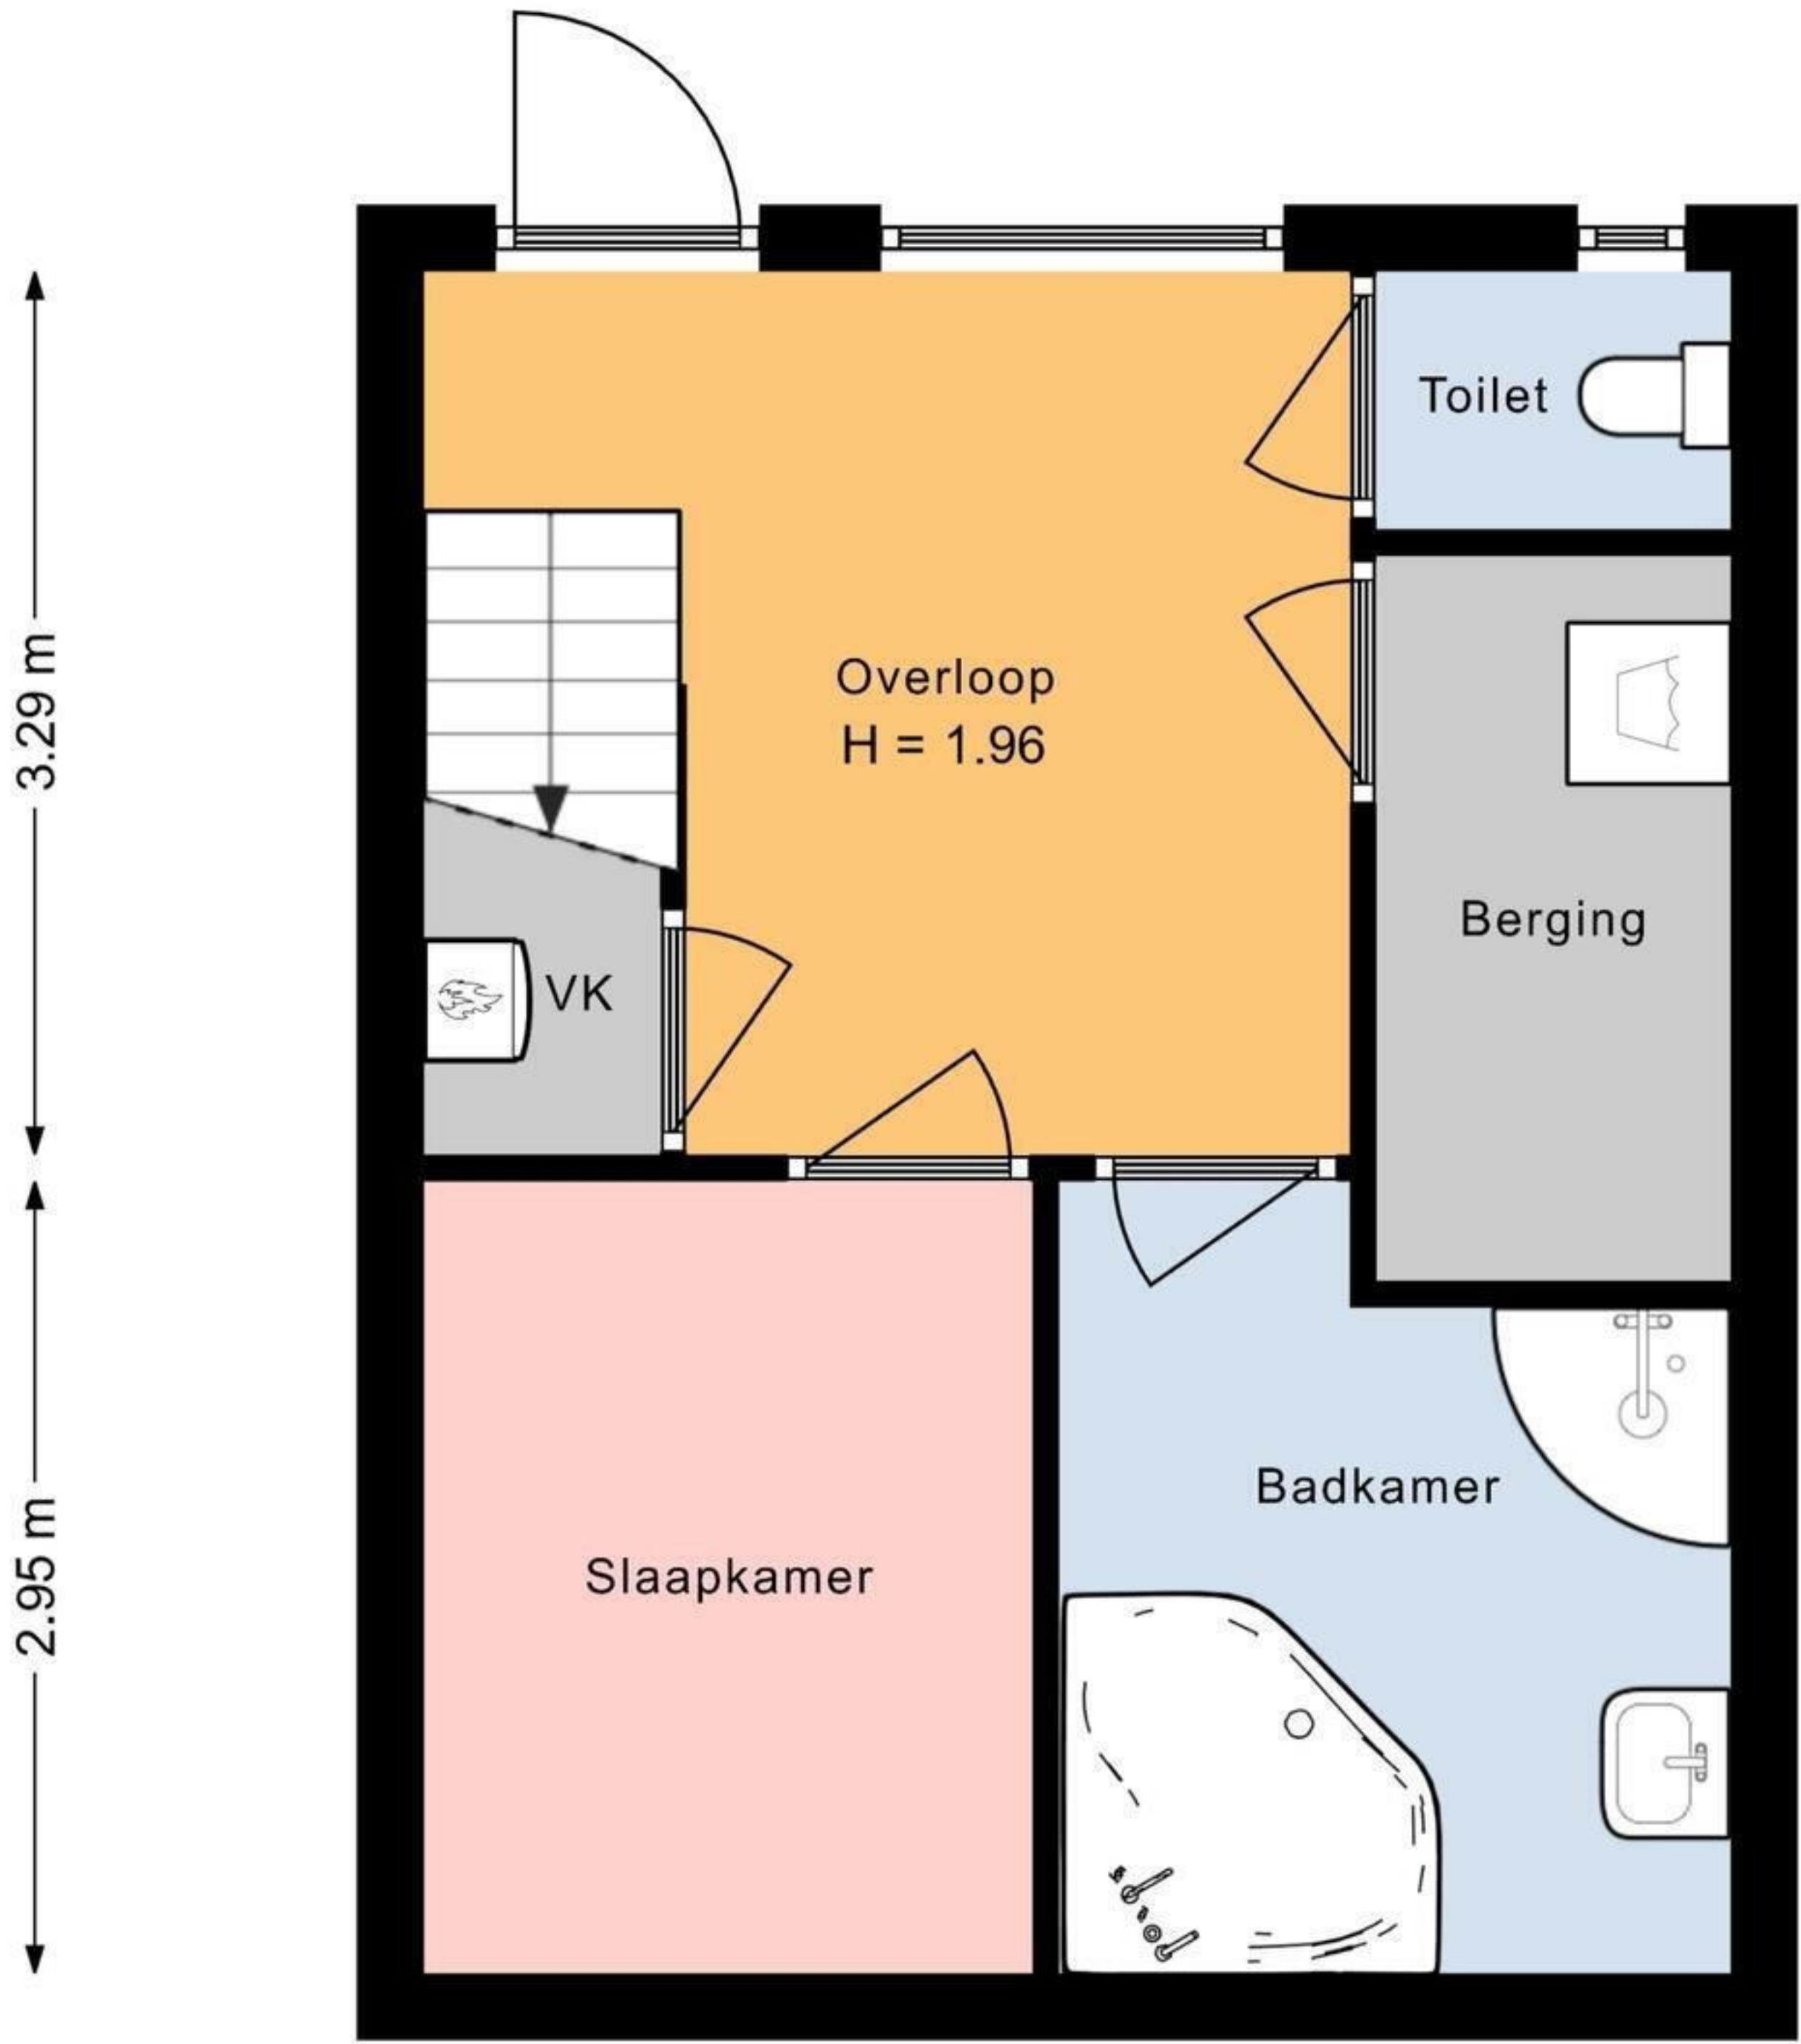 Toilet
3.29 m
Overloop
H = 1.96
Berging
VK
Badkamer
2.95 m
Slaapkamer